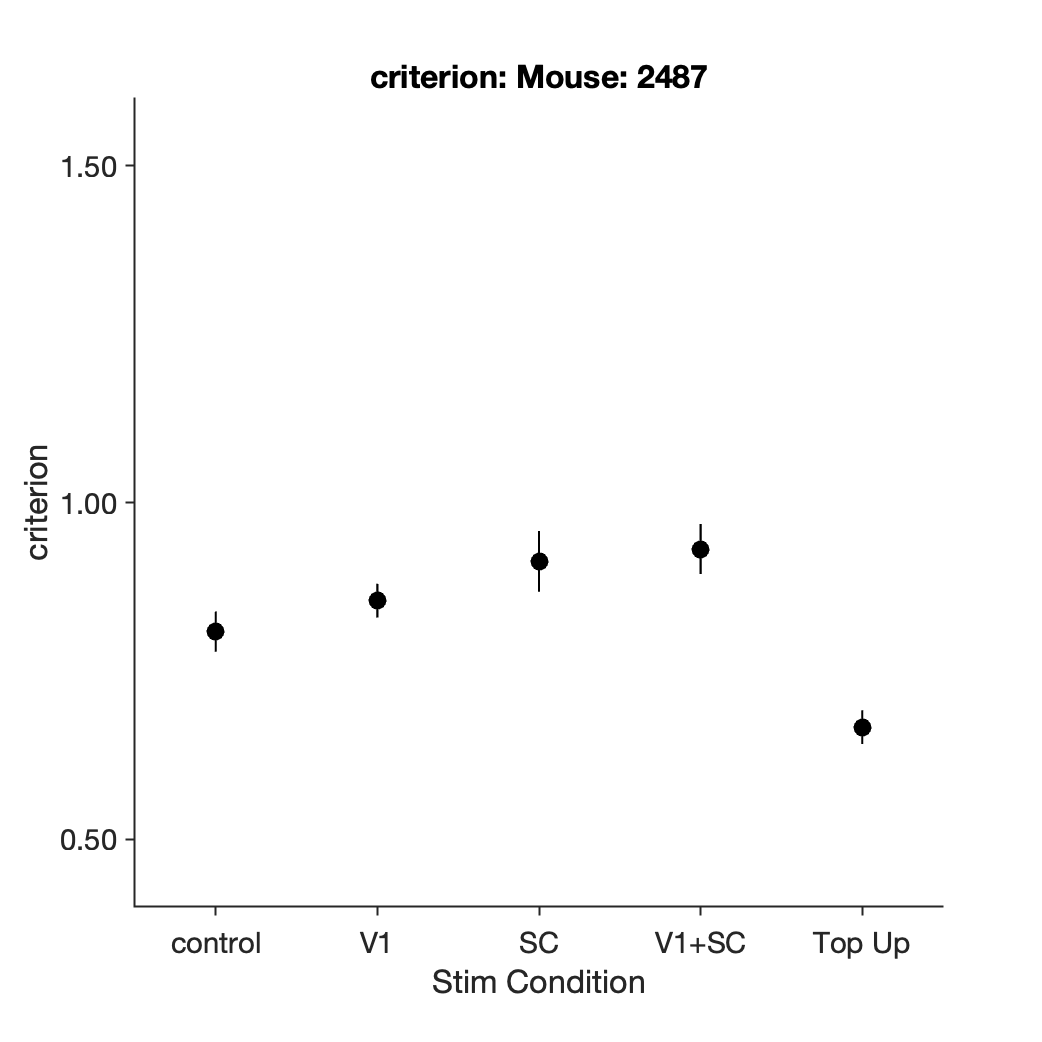 criterion: Mouse: 2487
criterion
1.50
1.00
0.50
control V1 SC V1+SC Top Up
Stim Condition